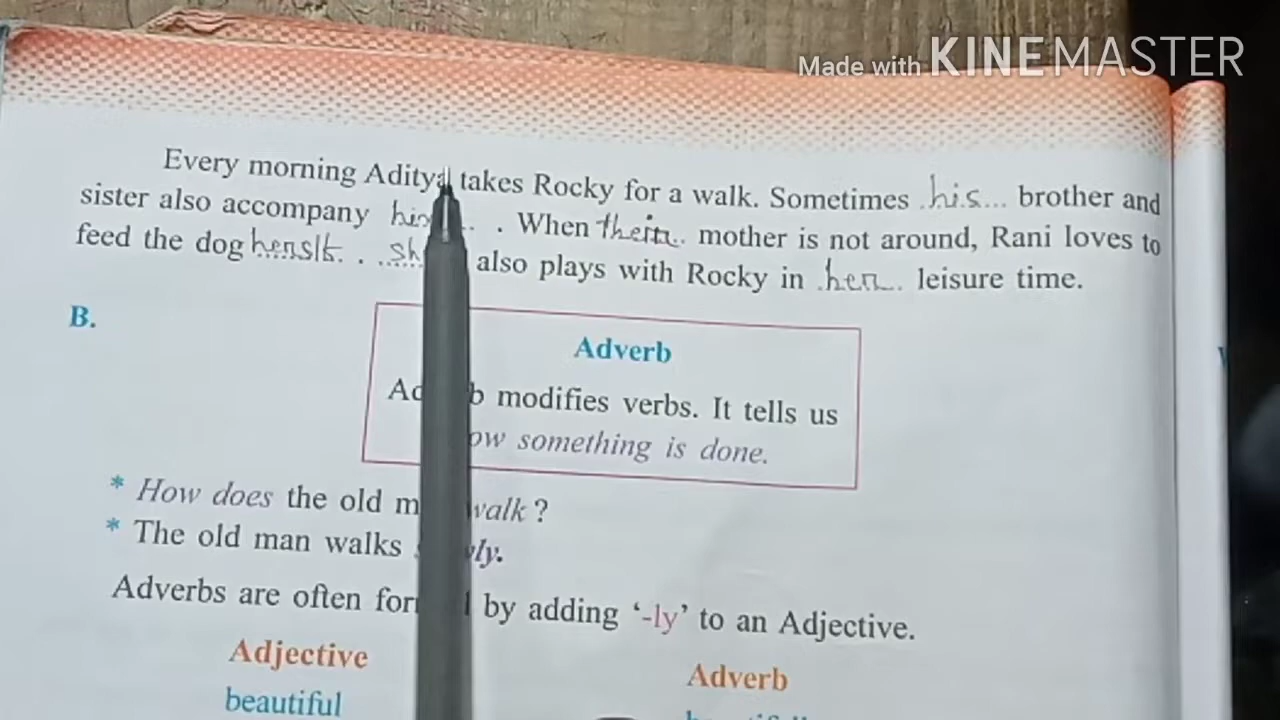 Made with KINEMASTER
Every morning Aditya takes Rocky for a walk. Sometimes .his... brother and
sister also accompany . When their.. mother is not around, Rani loves to
feed the dog . also plays with Rocky in .her... leisure time.
B.
Adverb
modifies verbs. It tells us
something is done.
* How does the old walk ?
* The old man walks
Adverbs are often by adding ‘-ly’ to an Adjective.
Adjective
Adverb
beautiful